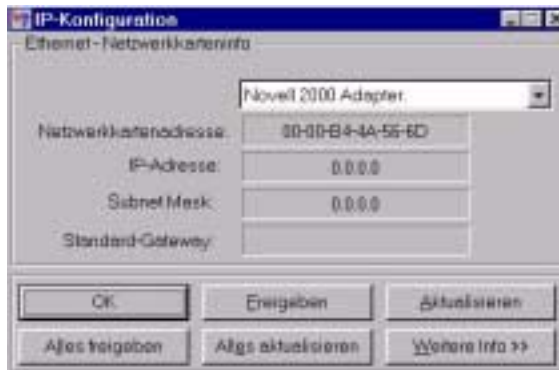 IP-Konfiguration
Ethernet-Netzwerkkarteninfo
Novell 2000 Adapter.
Netzwerkkartenadresse: 00-00-B4-4A-56-6D
IP-Adresse: 0.0.0.0
Subnet Mask: 0.0.0.0
Standard-Gateway:
OK Freigeben Aktualisieren
Alles freigeben Alles aktualisieren Weitere Info >>